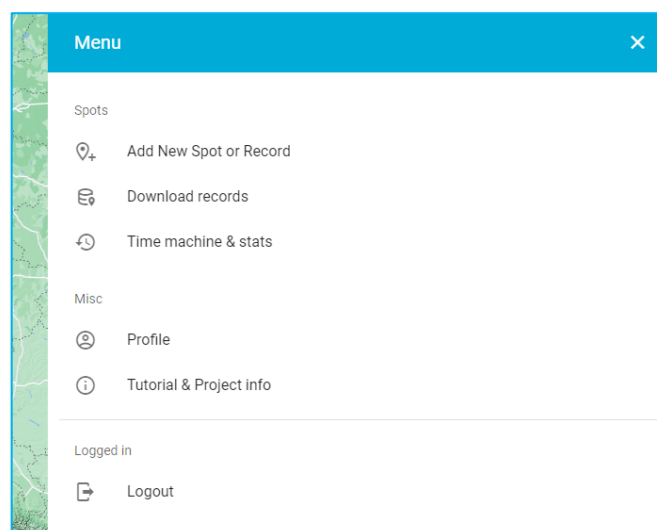 Menu
Spots
Add New Spot or Record
Download records
Time machine & stats
Misc
Profile
Tutorial & Project info
Logged in
Logout